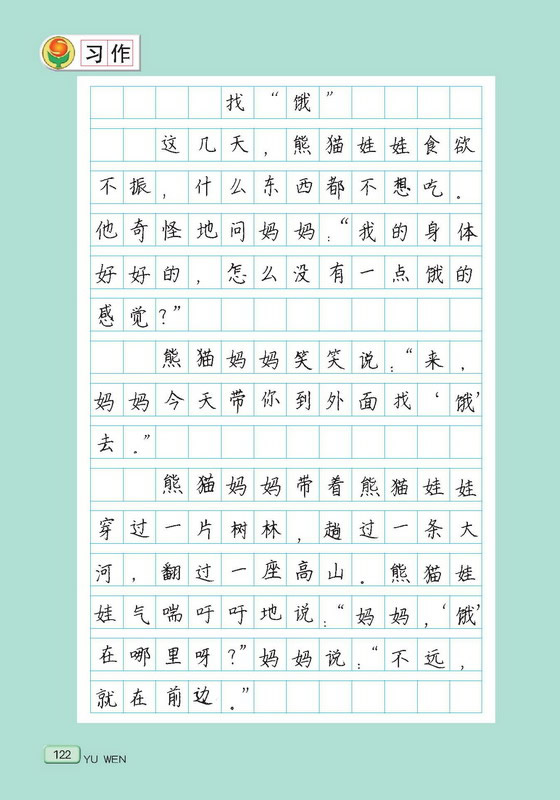 习作
找“饿”
这几天，熊猫娃娃食欲
不振，什么东西都不想吃。
他奇怪地问妈妈：“我的身体
好好的，怎么没有一点饿的
感觉？”
熊猫妈妈笑笑说：“来，
妈妈今天带你到外面找‘饿’
去。”
熊猫妈妈带着熊猫娃娃
穿过一片树林，趟过一条大
河，翻过一座高山。熊猫娃
娃气喘吁吁地说：“妈妈，‘饿’
在哪里呀？”妈妈说：“不远，
就在前边。”
122 YU WEN